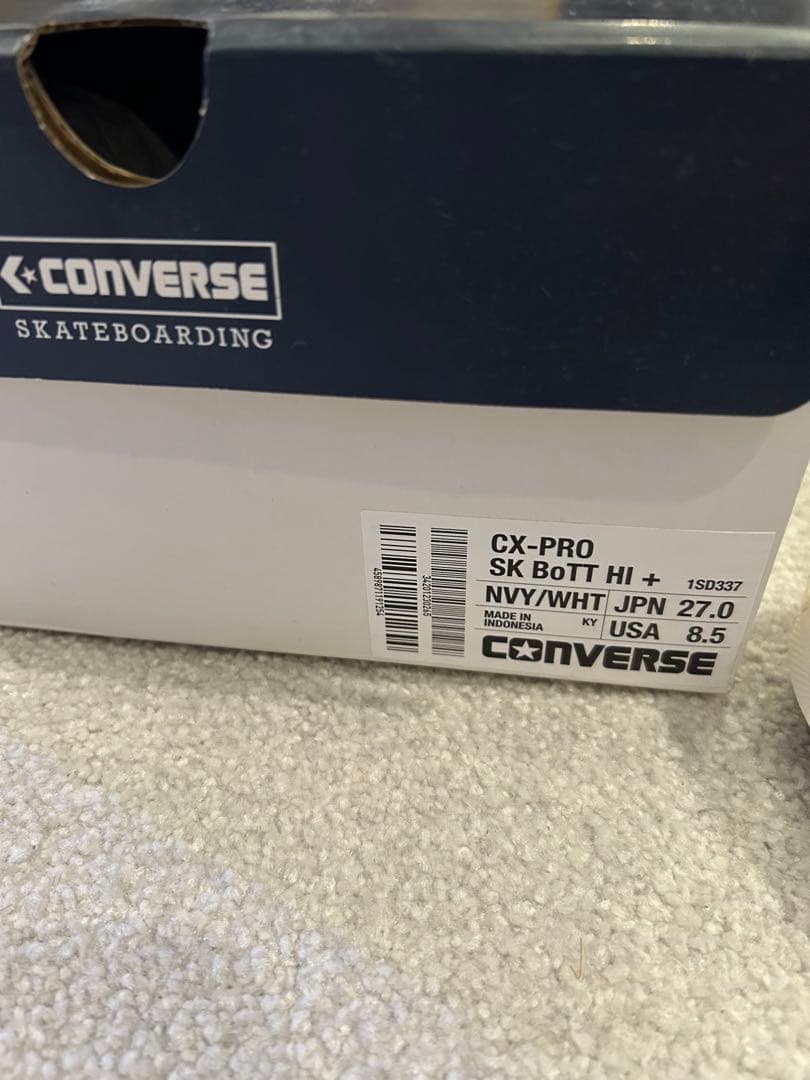 CONVERSE
SKATEBOARDING
CX-PRO
SK BoTT HI +
1SD337
NVY/WHT
JPN 27.0
MADE IN
INDONESIA
KY
USA 8.5
CONVERSE
34201230265